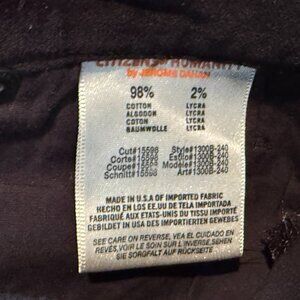 CITIZENS of HUMANITY
by JEROME DAHAN
98% 2%
COTTON LYCRA
ALGODON LYCRA
COTON LYCRA
BAUMWOLLE LYCRA
Cut#15598 Style#1300B-240
Corte#15598 Estilo#1300B-240
Coupe#15598 Modele#1300B-240
Schnitt#15598 Art#1300B-240
MADE IN U.S.A OF IMPORTED FABRIC
HECHO EN LOS EE.UU DE TELA IMPORTADA
FABRIQUÉ AUX ETATS-UNIS DU TISSU IMPORTÉ
GEBILDET IN USA DES IMPORTIERTEN GEWEBES
SEE CARE ON REVERSE, VEA EL CUIDADO EN
REVÉS,VOIR LE SOIN SUR L'INVERSE, SEHEN
SIE SORGFALT AUF RÜCKSEITE